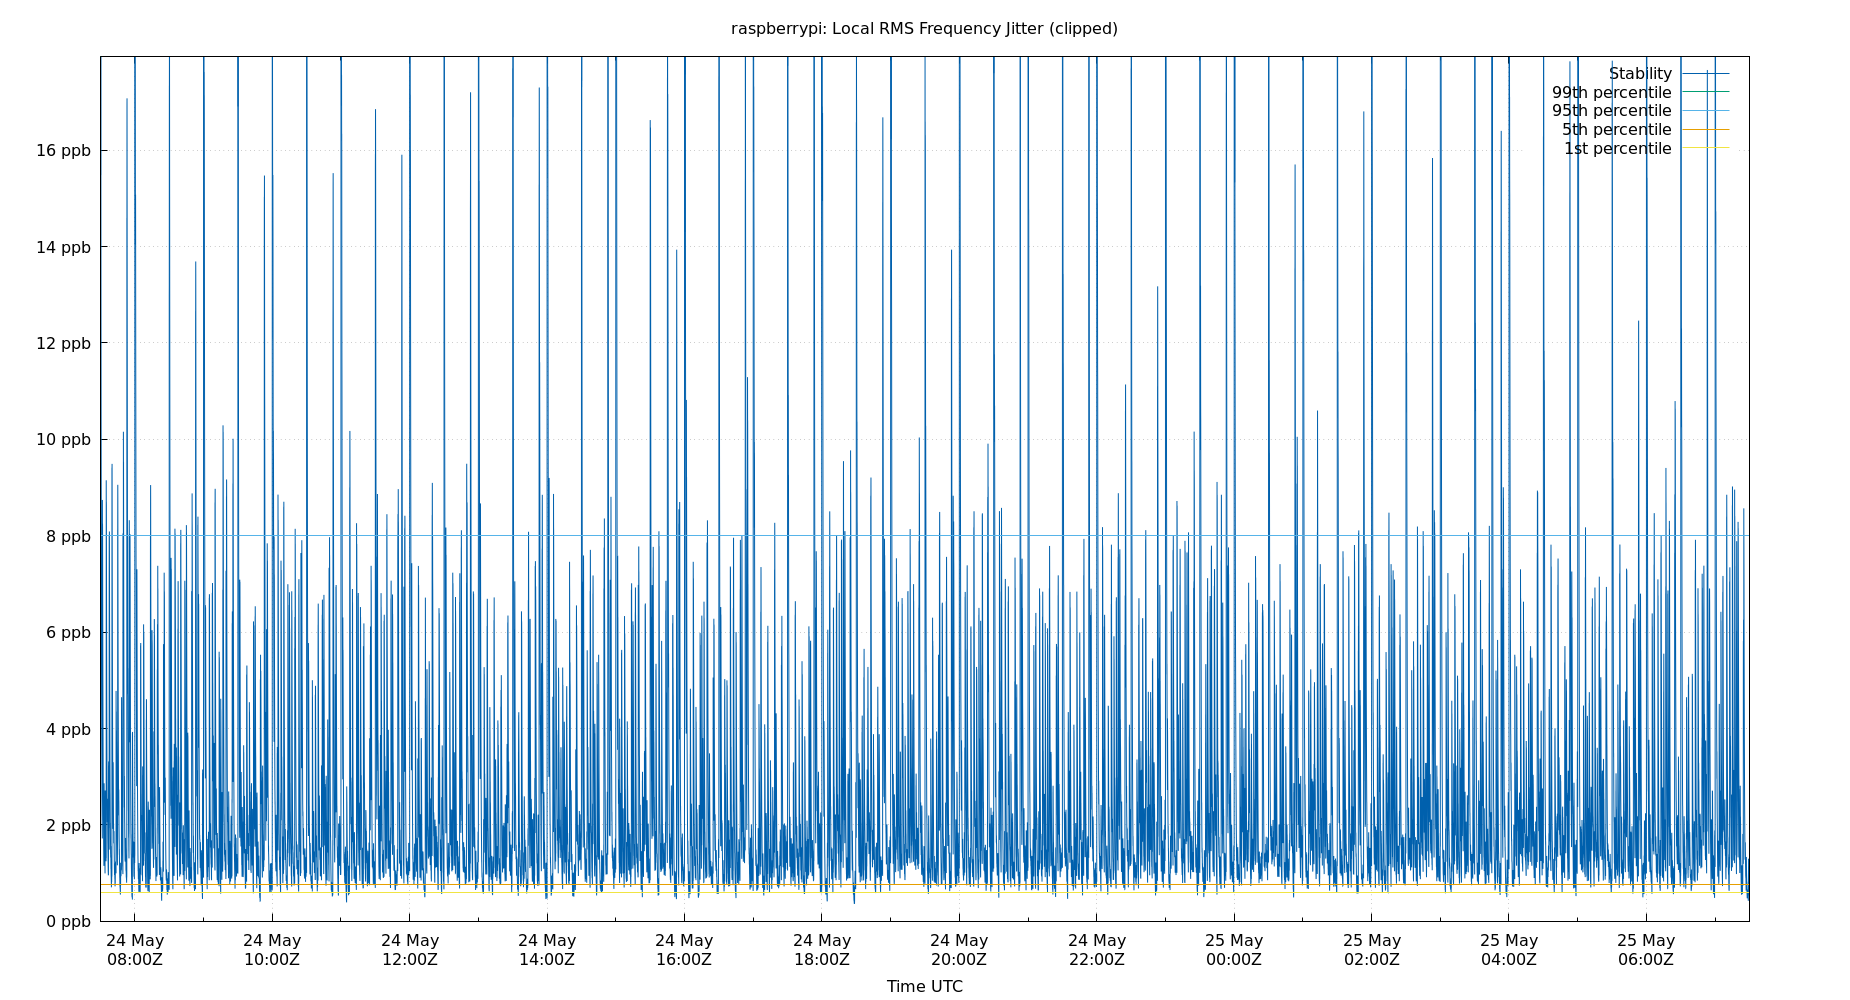 raspberrypi: Local RMS Frequency Jitter (clipped)
Stability
99th percentile
95th percentile
5th percentile
1st percentile
16 ppb
14 ppb
12 ppb
10 ppb
8 ppb
6 ppb
4 ppb
2 ppb
0 ppb
24 May 24 May 24 May 24 May 24 May 24 May 24 May 24 May 25 May 25 May 25 May 25 May
08:00Z 10:00Z 12:00Z 14:00Z 16:00Z 18:00Z 20:00Z 22:00Z 00:00Z 02:00Z 04:00Z 06:00Z
Time UTC